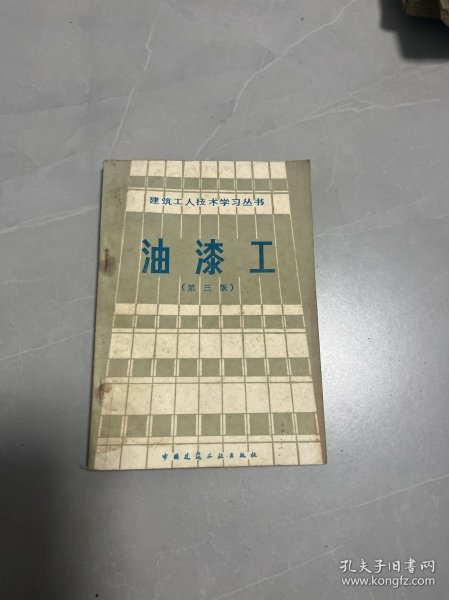 建筑工人技术学习丛书
油漆工
(第三版)
中国建筑工业出版社
孔夫子旧书网
www.kongfz.com